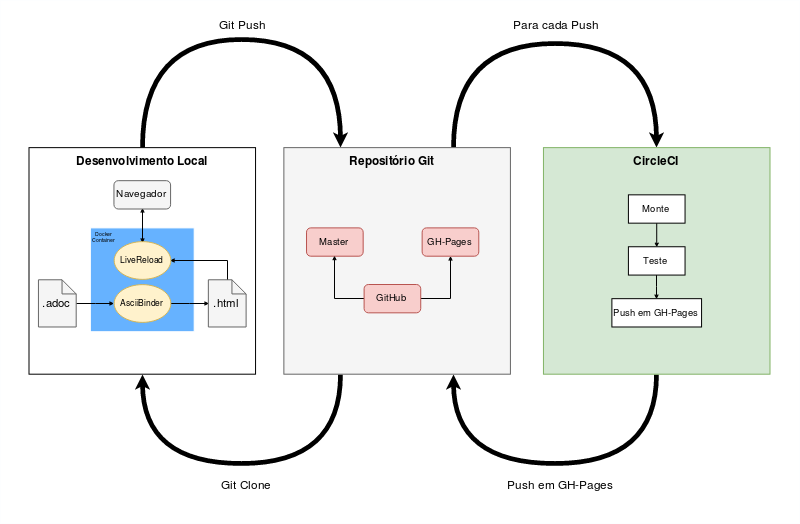 Git Push
Para cada Push
Desenvolvimento Local
Navegador
Docker
Container
LiveReload
.adoc
AsciiBinder
.html
Repositório Git
Master
GH-Pages
GitHub
CircleCI
Monte
Teste
Push em GH-Pages
Git Clone
Push em GH-Pages